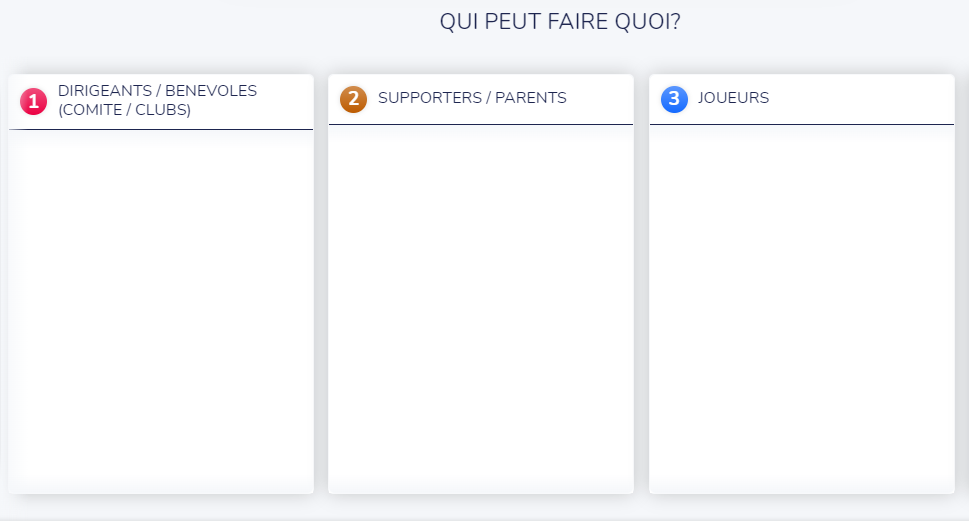 QUI PEUT FAIRE QUOI?
1 DIRIGEANTS / BENEVOLES
(COMITE / CLUBS)
2 SUPPORTERS / PARENTS
3 JOUEURS